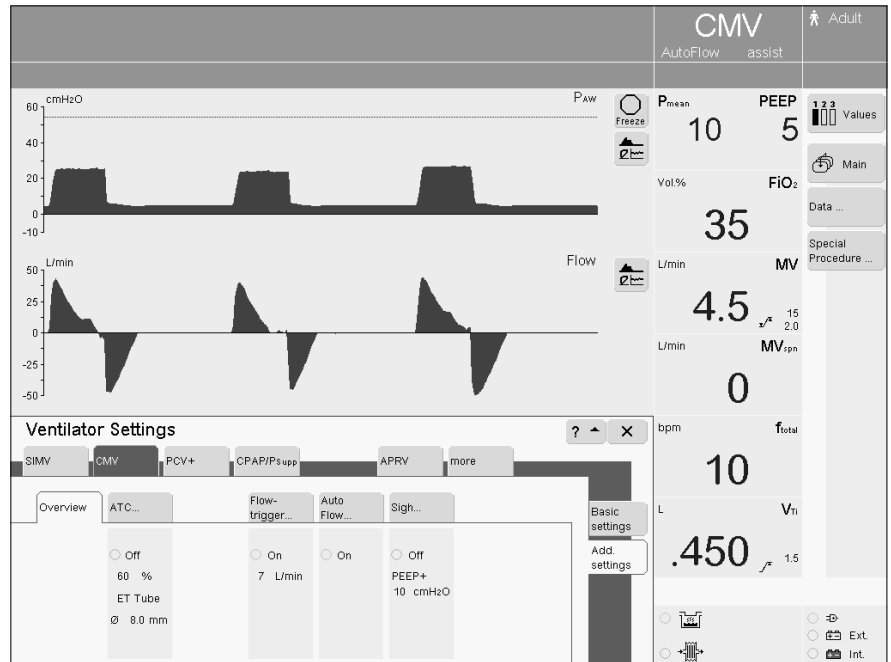 CMV
AutoFlow assist
Adult
cmH2O
PAW
60
40
20
0
-10
Freeze
L/min
Flow
50
25
0
-25
-50
Pmean PEEP
10 5
Vol.% FiO2
35
L/min MV
4.5 15
2.0
L/min MVspn
0
bpm ftotal
10
L VTi
.450 1.5
1 2 3
Values
Main
Data ...
Special
Procedure ...
Ventilator Settings
? ×
SIMV CMV PCV+ CPAP/Psupp APRV more
Overview ATC... Flow-
trigger... Auto
Flow... Sigh...
Off On On Off
60 % 7 L/min PEEP+
ET Tube 10 cmH2O
Ø 8.0 mm
Basic
settings
Add.
settings
Ext.
Int.